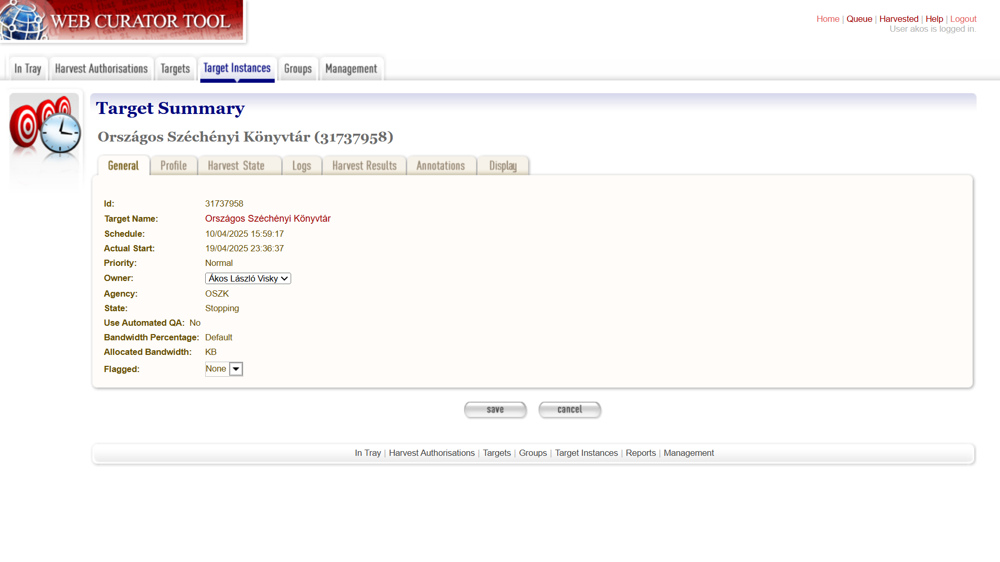 WEB CURATOR TOOL
Home | Queue | Harvested | Help | Logout
User akos is logged in.
In Tray
Harvest Authorisations
Targets
Target Instances
Groups
Management
Target Summary
Országos Széchényi Könyvtár (31737958)
General
Profile
Harvest State
Logs
Harvest Results
Annotations
Display
Id: 31737958
Target Name: Országos Széchényi Könyvtár
Schedule: 10/04/2025 15:59:17
Actual Start: 19/04/2025 23:36:37
Priority: Normal
Owner: Ákos László Visky
Agency: OSZK
State: Stopping
Use Automated QA: No
Bandwidth Percentage: Default
Allocated Bandwidth: KB
Flagged: None
save
cancel
In Tray | Harvest Authorisations | Targets | Groups | Target Instances | Reports | Management